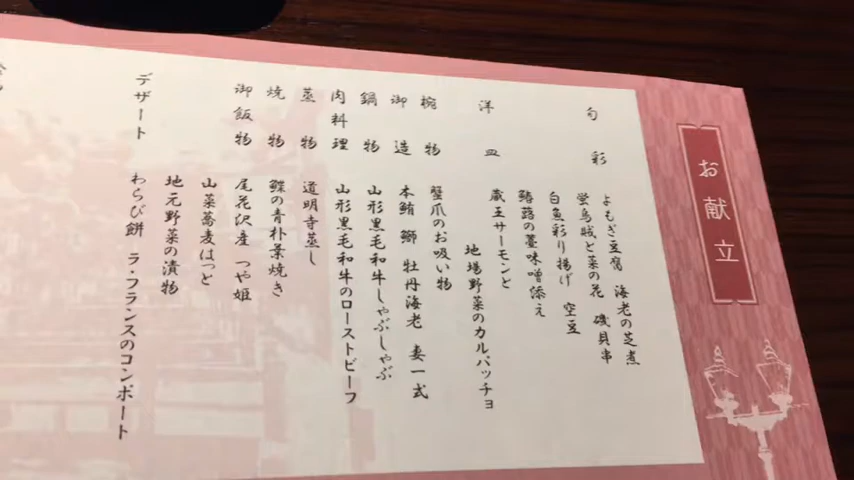 お献立
旬彩 よもぎ豆腐 海老の芝煮
蛍烏賊と菜の花 磯貝串
白魚彩り揚げ 空豆
鰆蕗の薹味噌添え
洋皿 蔵王サーモンと
地場野菜のカルパッチョ
椀物 蟹爪のお吸い物
御造 本鮪 鰤 牡丹海老 妻一式
鍋物 山形黒毛和牛しゃぶしゃぶ
肉料理 山形黒毛和牛のローストビーフ
蒸物 道明寺蒸し
焼物 鰈の青朴葉焼き
御飯物 尾花沢産 つや姫
山菜蕎麦はっと
地元野菜の漬物
デザート わらび餅 ラ・フランスのコンポート